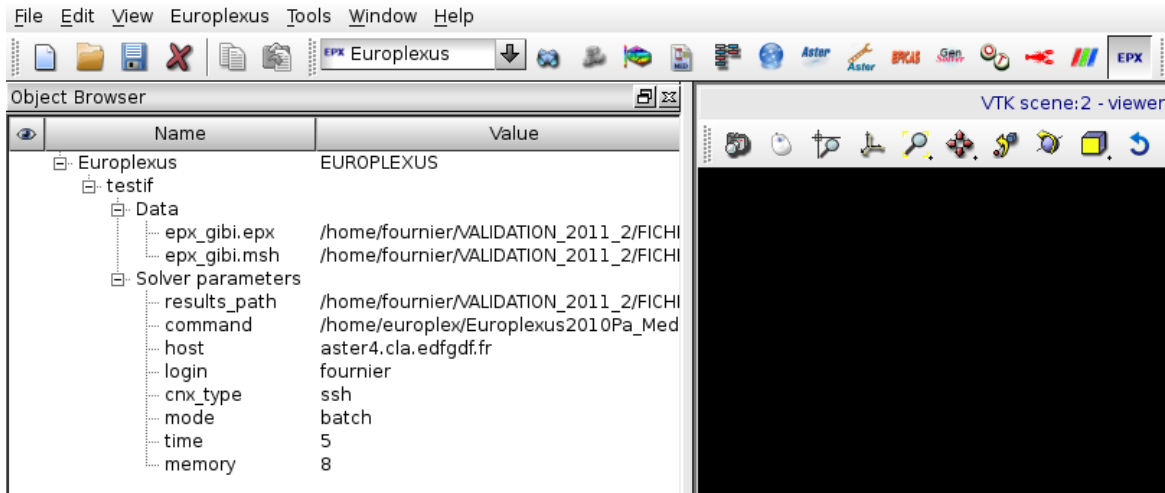 File Edit View Europlexus Tools Window Help
EPX Europlexus MED Aster Aster EFICAS EPX
Object Browser
VTK scene:2 - viewer
Name Value
Europlexus EUROPLEXUS
testif
Data
epx_gibi.epx /home/fournier/VALIDATION_2011_2/FICHI
epx_gibi.msh /home/fournier/VALIDATION_2011_2/FICHI
Solver parameters
results_path /home/fournier/VALIDATION_2011_2/FICHI
command /home/europlex/Europlexus2010Pa_Med
host aster4.cla.edfgdf.fr
login fournier
cnx_type ssh
mode batch
time 5
memory 8